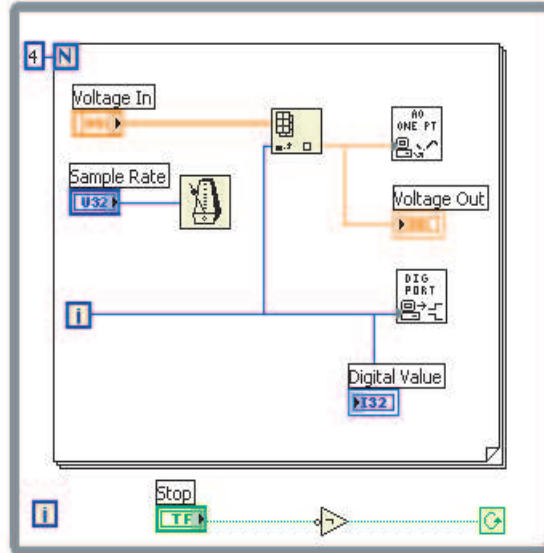 4 N
Voltage In
AO
ONE PT
Sample Rate
U32
Voltage Out
DIG
PORT
i
Digital Value
I32
Stop
i
TF